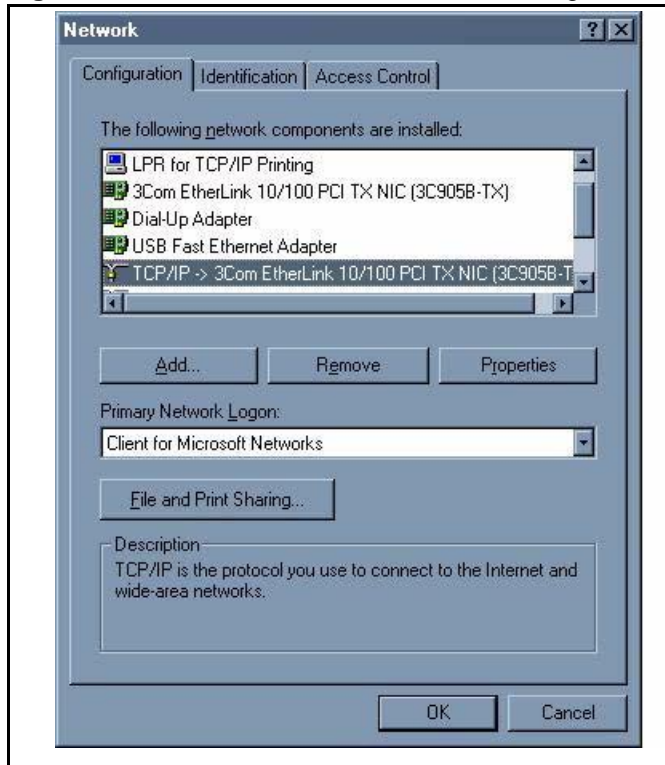 Network
Configuration Identification Access Control
The following network components are installed:
LPR for TCP/IP Printing
3Com EtherLink 10/100 PCI TX NIC (3C905B-TX)
Dial-Up Adapter
USB Fast Ethernet Adapter
TCP/IP -> 3Com EtherLink 10/100 PCI TX NIC (3C905B-T
Add... Remove Properties
Primary Network Logon:
Client for Microsoft Networks
File and Print Sharing...
Description
TCP/IP is the protocol you use to connect to the Internet and
wide-area networks.
OK Cancel